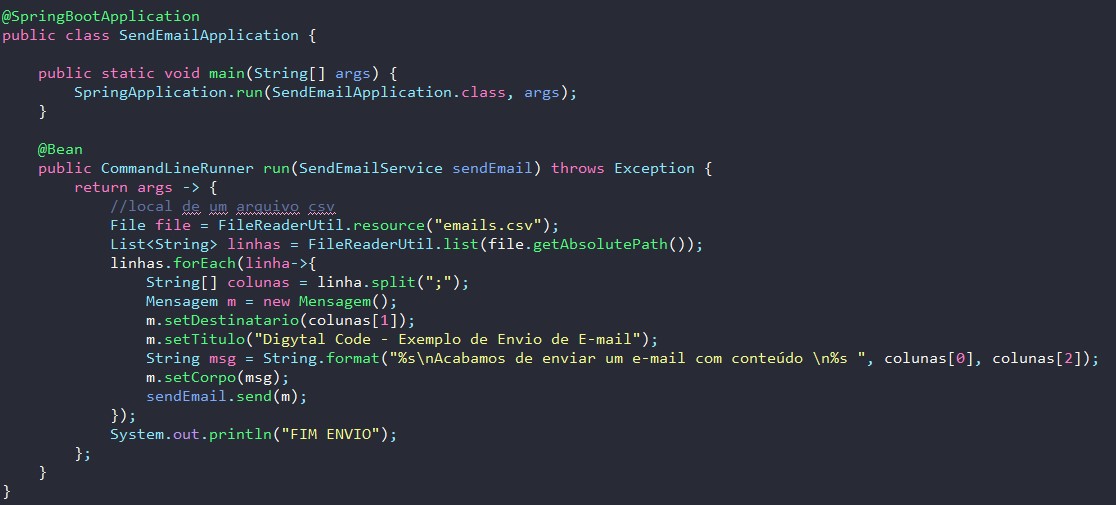 @SpringBootApplication
public class SendEmailApplication {
public static void main(String[] args) {
SpringApplication.run(SendEmailApplication.class, args);
}
@Bean
public CommandLineRunner run(SendEmailService sendEmail) throws Exception {
return args -> {
//local de um arquivo csv
File file = FileReaderUtil.resource("emails.csv");
List<String> linhas = FileReaderUtil.list(file.getAbsolutePath());
linhas.forEach(linha->{
String[] colunas = linha.split(";");
Mensagem m = new Mensagem();
m.setDestinatario(colunas[1]);
m.setTitulo("Digytal Code - Exemplo de Envio de E-mail");
String msg = String.format("%s\nAcabamos de enviar um e-mail com conteúdo \n%s ", colunas[0], colunas[2]);
m.setCorpo(msg);
sendEmail.send(m);
});
System.out.println("FIM ENVIO");
};
}
}